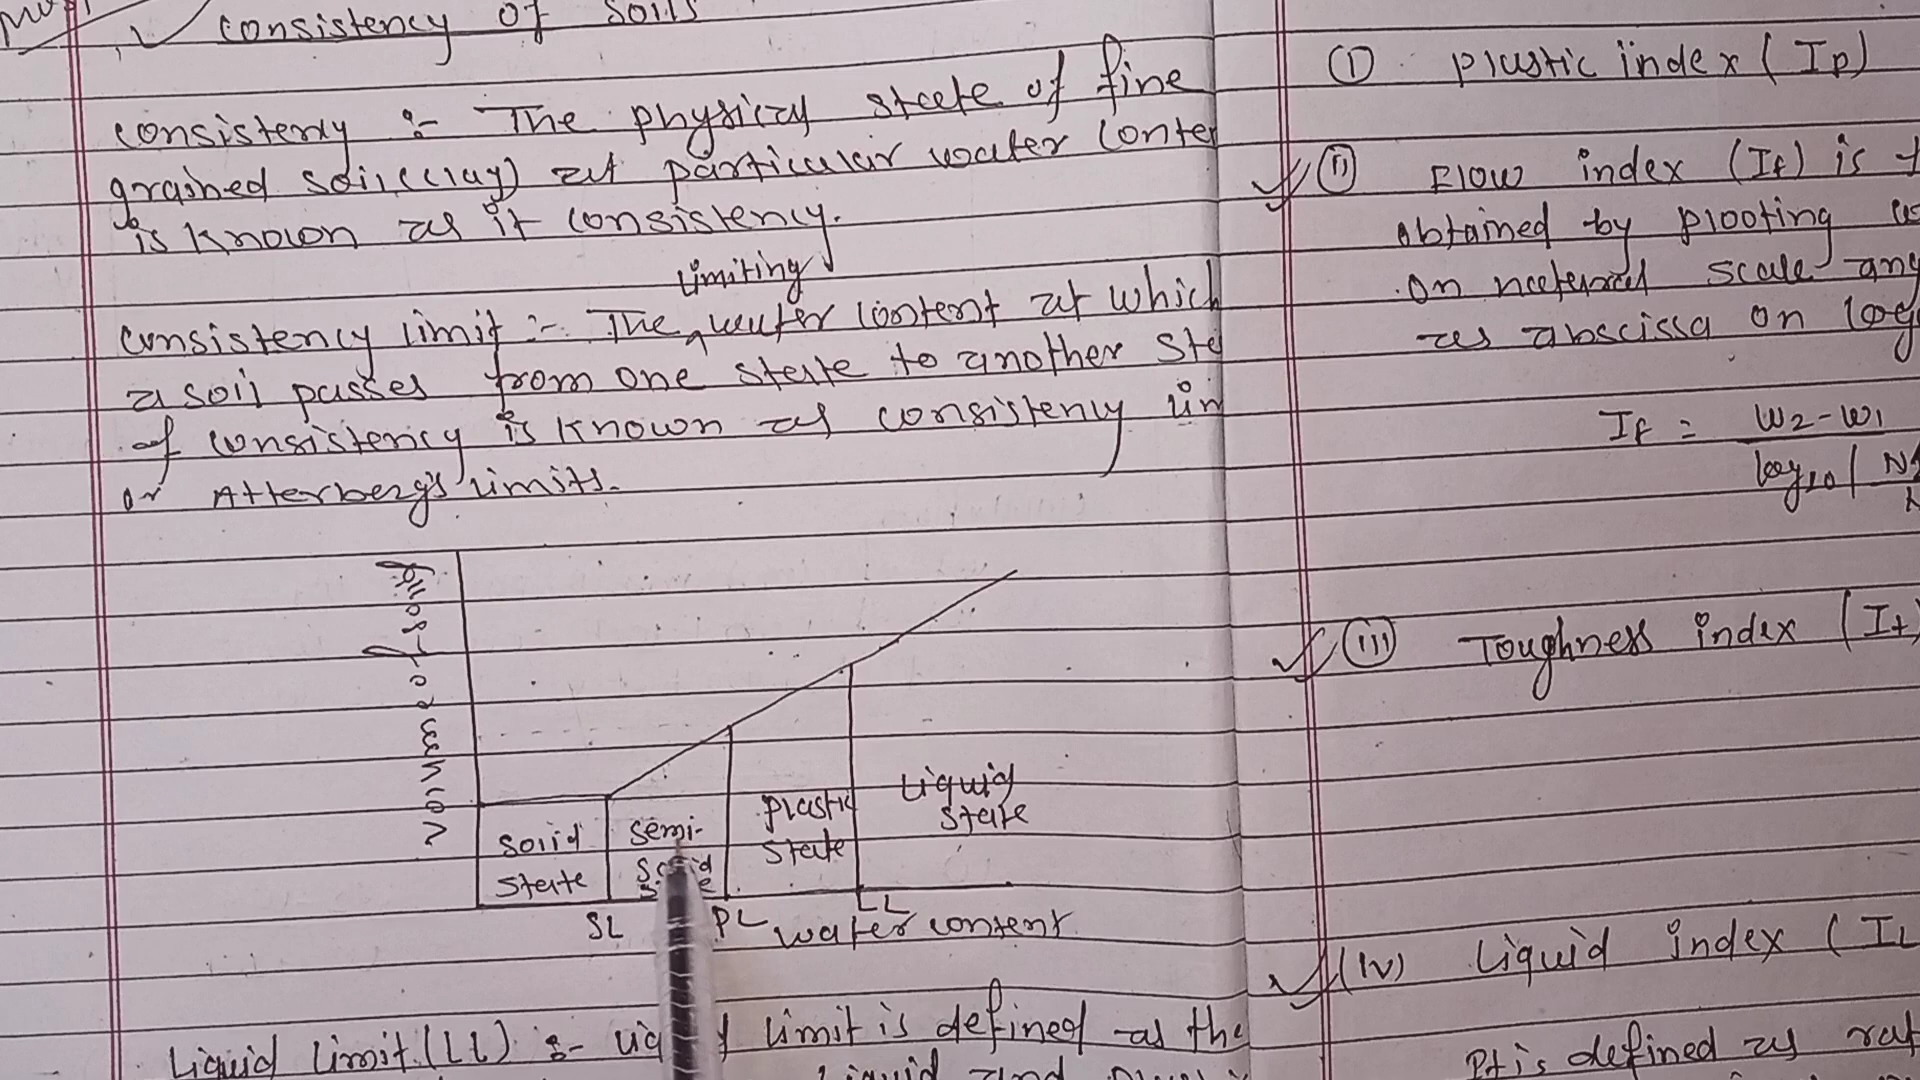 consistency of soils
consistency :- The physical state of fine
grained soil (clay) at particular water
is known as it consistency.
limiting
consistency limit :- The water content at which
a soil passes from one state to another
of consistency is known as consistency
or Atterberg's limits.
Volume of soil
Solid
state
Semi-
Solid
plastic
state
Liquid
state
SL
PL
LL
water content
Liquid limit (LL) :- limit is defined as the
liquid and
(i) plastic index (Ip)
(ii) Flow index (If) is
obtained by plooting
on natural scale
as abscissa on log
If = w2-w1
log10
(iii) Toughness index (It)
(iv) Liquid index (IL
It is defined as